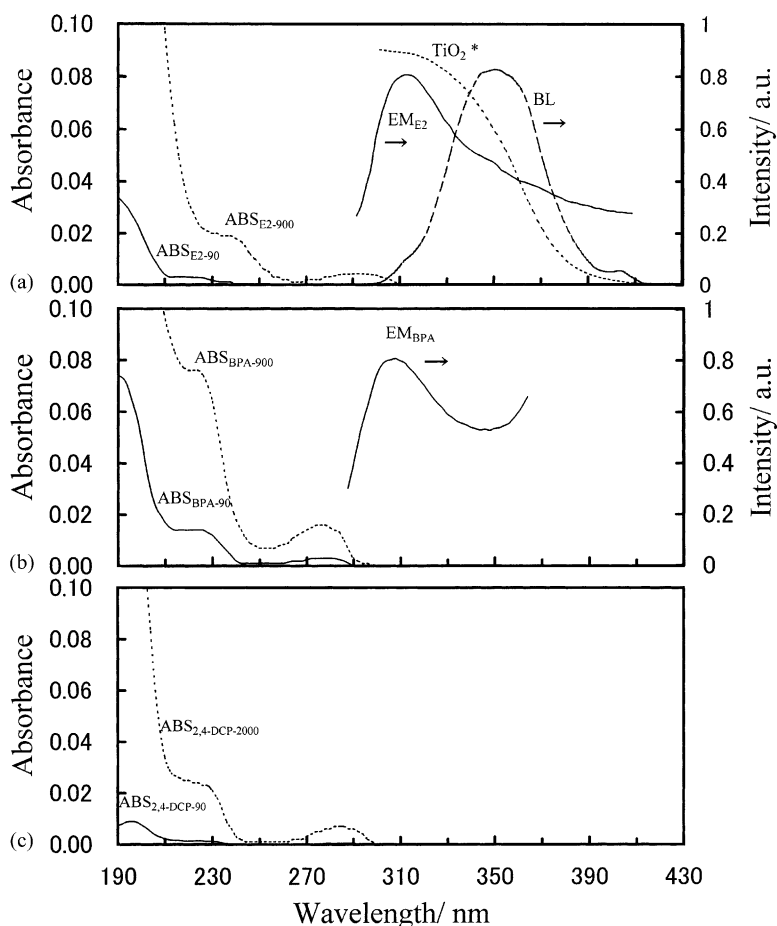 0.10
0.08
0.06
0.04
0.02
0.00
Absorbance
(a)
1
0.8
0.6
0.4
0.2
0
Intensity/ a.u.
TiO2 *
EME2
→
BL
→
ABSE2-900
ABSE2-90
0.10
0.08
0.06
0.04
0.02
0.00
Absorbance
(b)
1
0.8
0.6
0.4
0.2
0
Intensity/ a.u.
EMBPA
→
ABSBPA-900
ABSBPA-90
0.10
0.08
0.06
0.04
0.02
0.00
Absorbance
(c)
ABS2,4-DCP-2000
ABS2,4-DCP-90
190 230 270 310 350 390 430
Wavelength/ nm